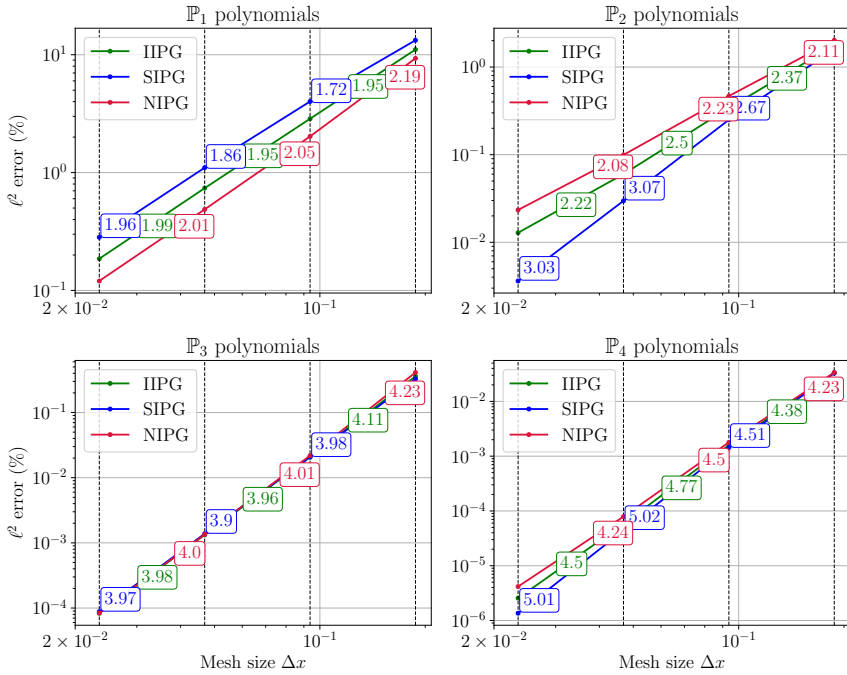 ℙ₁ polynomials
IIPG
SIPG
NIPG
10¹
10⁰
10⁻¹
ℓ² error (%)
1.96
1.99
2.01
1.86
1.95
2.05
1.72
1.95
2.19
2 × 10⁻²
10⁻¹
ℙ₂ polynomials
IIPG
SIPG
NIPG
10⁰
10⁻¹
10⁻²
3.03
2.22
2.08
3.07
2.5
2.23
2.67
2.37
2.11
2 × 10⁻²
10⁻¹
ℙ₃ polynomials
IIPG
SIPG
NIPG
10⁻¹
10⁻²
10⁻³
10⁻⁴
ℓ² error (%)
3.97
3.98
4.0
3.9
3.96
4.01
3.98
4.11
4.23
2 × 10⁻²
10⁻¹
Mesh size Δx
ℙ₄ polynomials
IIPG
SIPG
NIPG
10⁻²
10⁻³
10⁻⁴
10⁻⁵
10⁻⁶
5.01
4.5
4.24
5.02
4.77
4.5
4.51
4.38
4.23
2 × 10⁻²
10⁻¹
Mesh size Δx